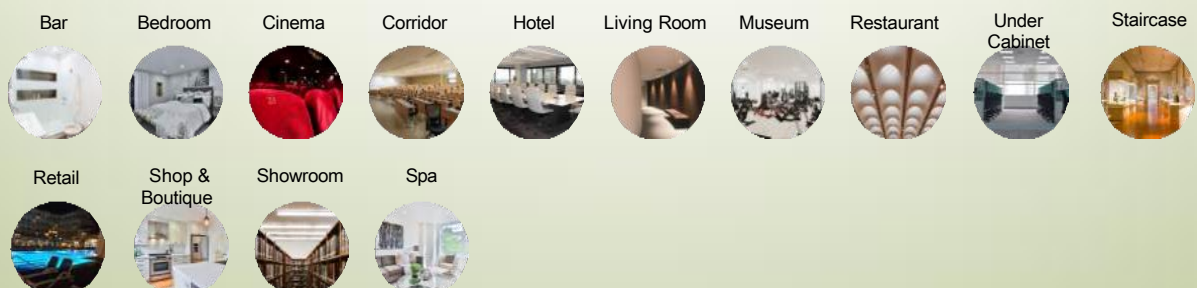 Bar
Bedroom
Cinema
Corridor
Hotel
Living Room
Museum
Restaurant
Under
Cabinet
Staircase
Retail
Shop &
Boutique
Showroom
Spa